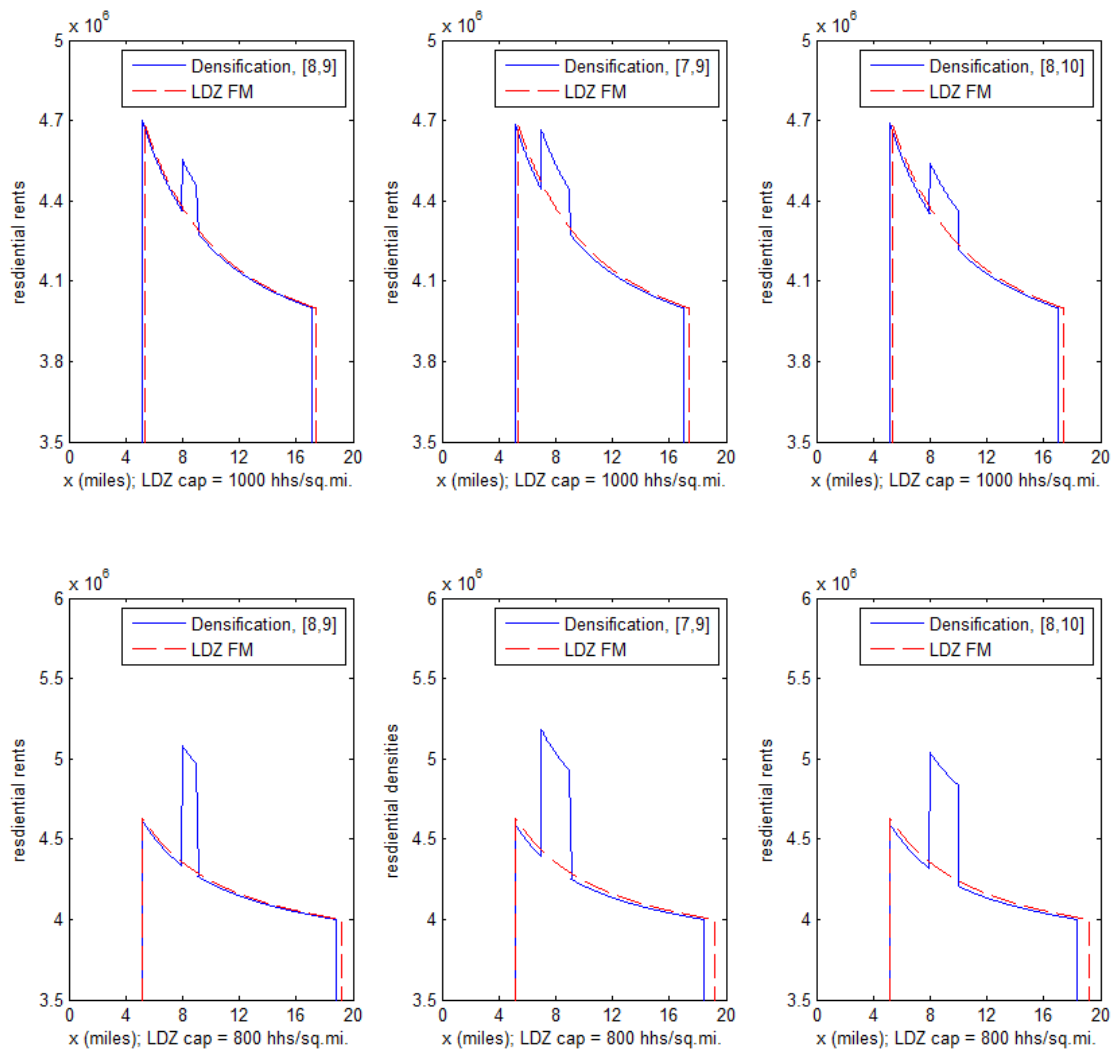 x 10^6
5
4.7
4.4
4.1
3.8
3.5
resdiential rents
Densification, [8,9]
LDZ FM
0 4 8 12 16 20
x (miles); LDZ cap = 1000 hhs/sq.mi.
x 10^6
5
4.7
4.4
4.1
3.8
3.5
resdiential rents
Densification, [7,9]
LDZ FM
0 4 8 12 16 20
x (miles); LDZ cap = 1000 hhs/sq.mi.
x 10^6
5
4.7
4.4
4.1
3.8
3.5
resdiential rents
Densification, [8,10]
LDZ FM
0 4 8 12 16 20
x (miles); LDZ cap = 1000 hhs/sq.mi.
x 10^6
6
5.5
5
4.5
4
3.5
resdiential rents
Densification, [8,9]
LDZ FM
0 4 8 12 16 20
x (miles); LDZ cap = 800 hhs/sq.mi.
x 10^6
6
5.5
5
4.5
4
3.5
resdiential densities
Densification, [7,9]
LDZ FM
0 4 8 12 16 20
x (miles); LDZ cap = 800 hhs/sq.mi.
x 10^6
6
5.5
5
4.5
4
3.5
resdiential rents
Densification, [8,10]
LDZ FM
0 4 8 12 16 20
x (miles); LDZ cap = 800 hhs/sq.mi.